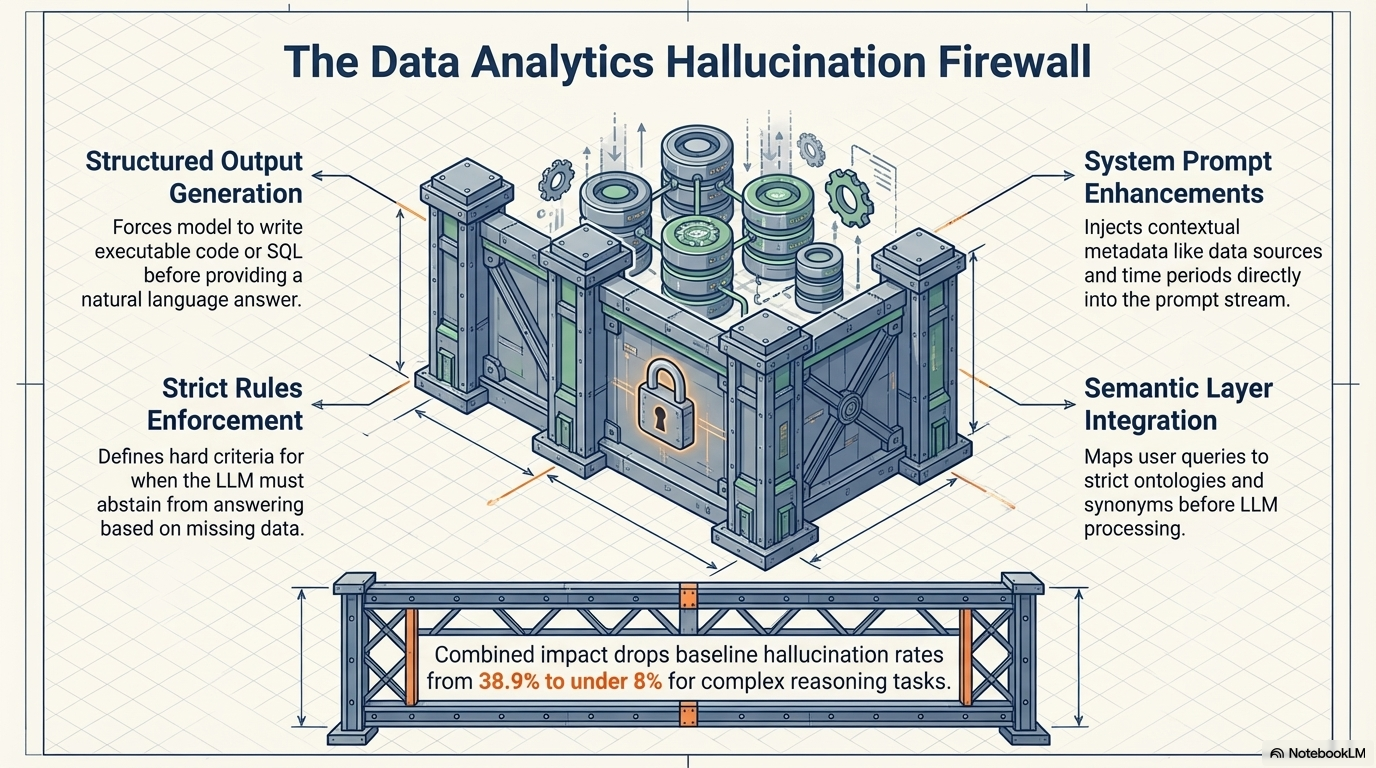 The Data Analytics Hallucination Firewall
Structured Output
Generation
Forces model to write
executable code or SQL
before providing a
natural language answer.
Strict Rules
Enforcement
Defines hard criteria for
when the LLM must
abstain from answering
based on missing data.
System Prompt
Enhancements
Injects contextual
metadata like data sources
and time periods directly
into the prompt stream.
Semantic Layer
Integration
Maps user queries to
strict ontologies and
synonyms before LLM
processing.
Combined impact drops baseline hallucination rates
from 38.9% to under 8% for complex reasoning tasks.
NotebookLM